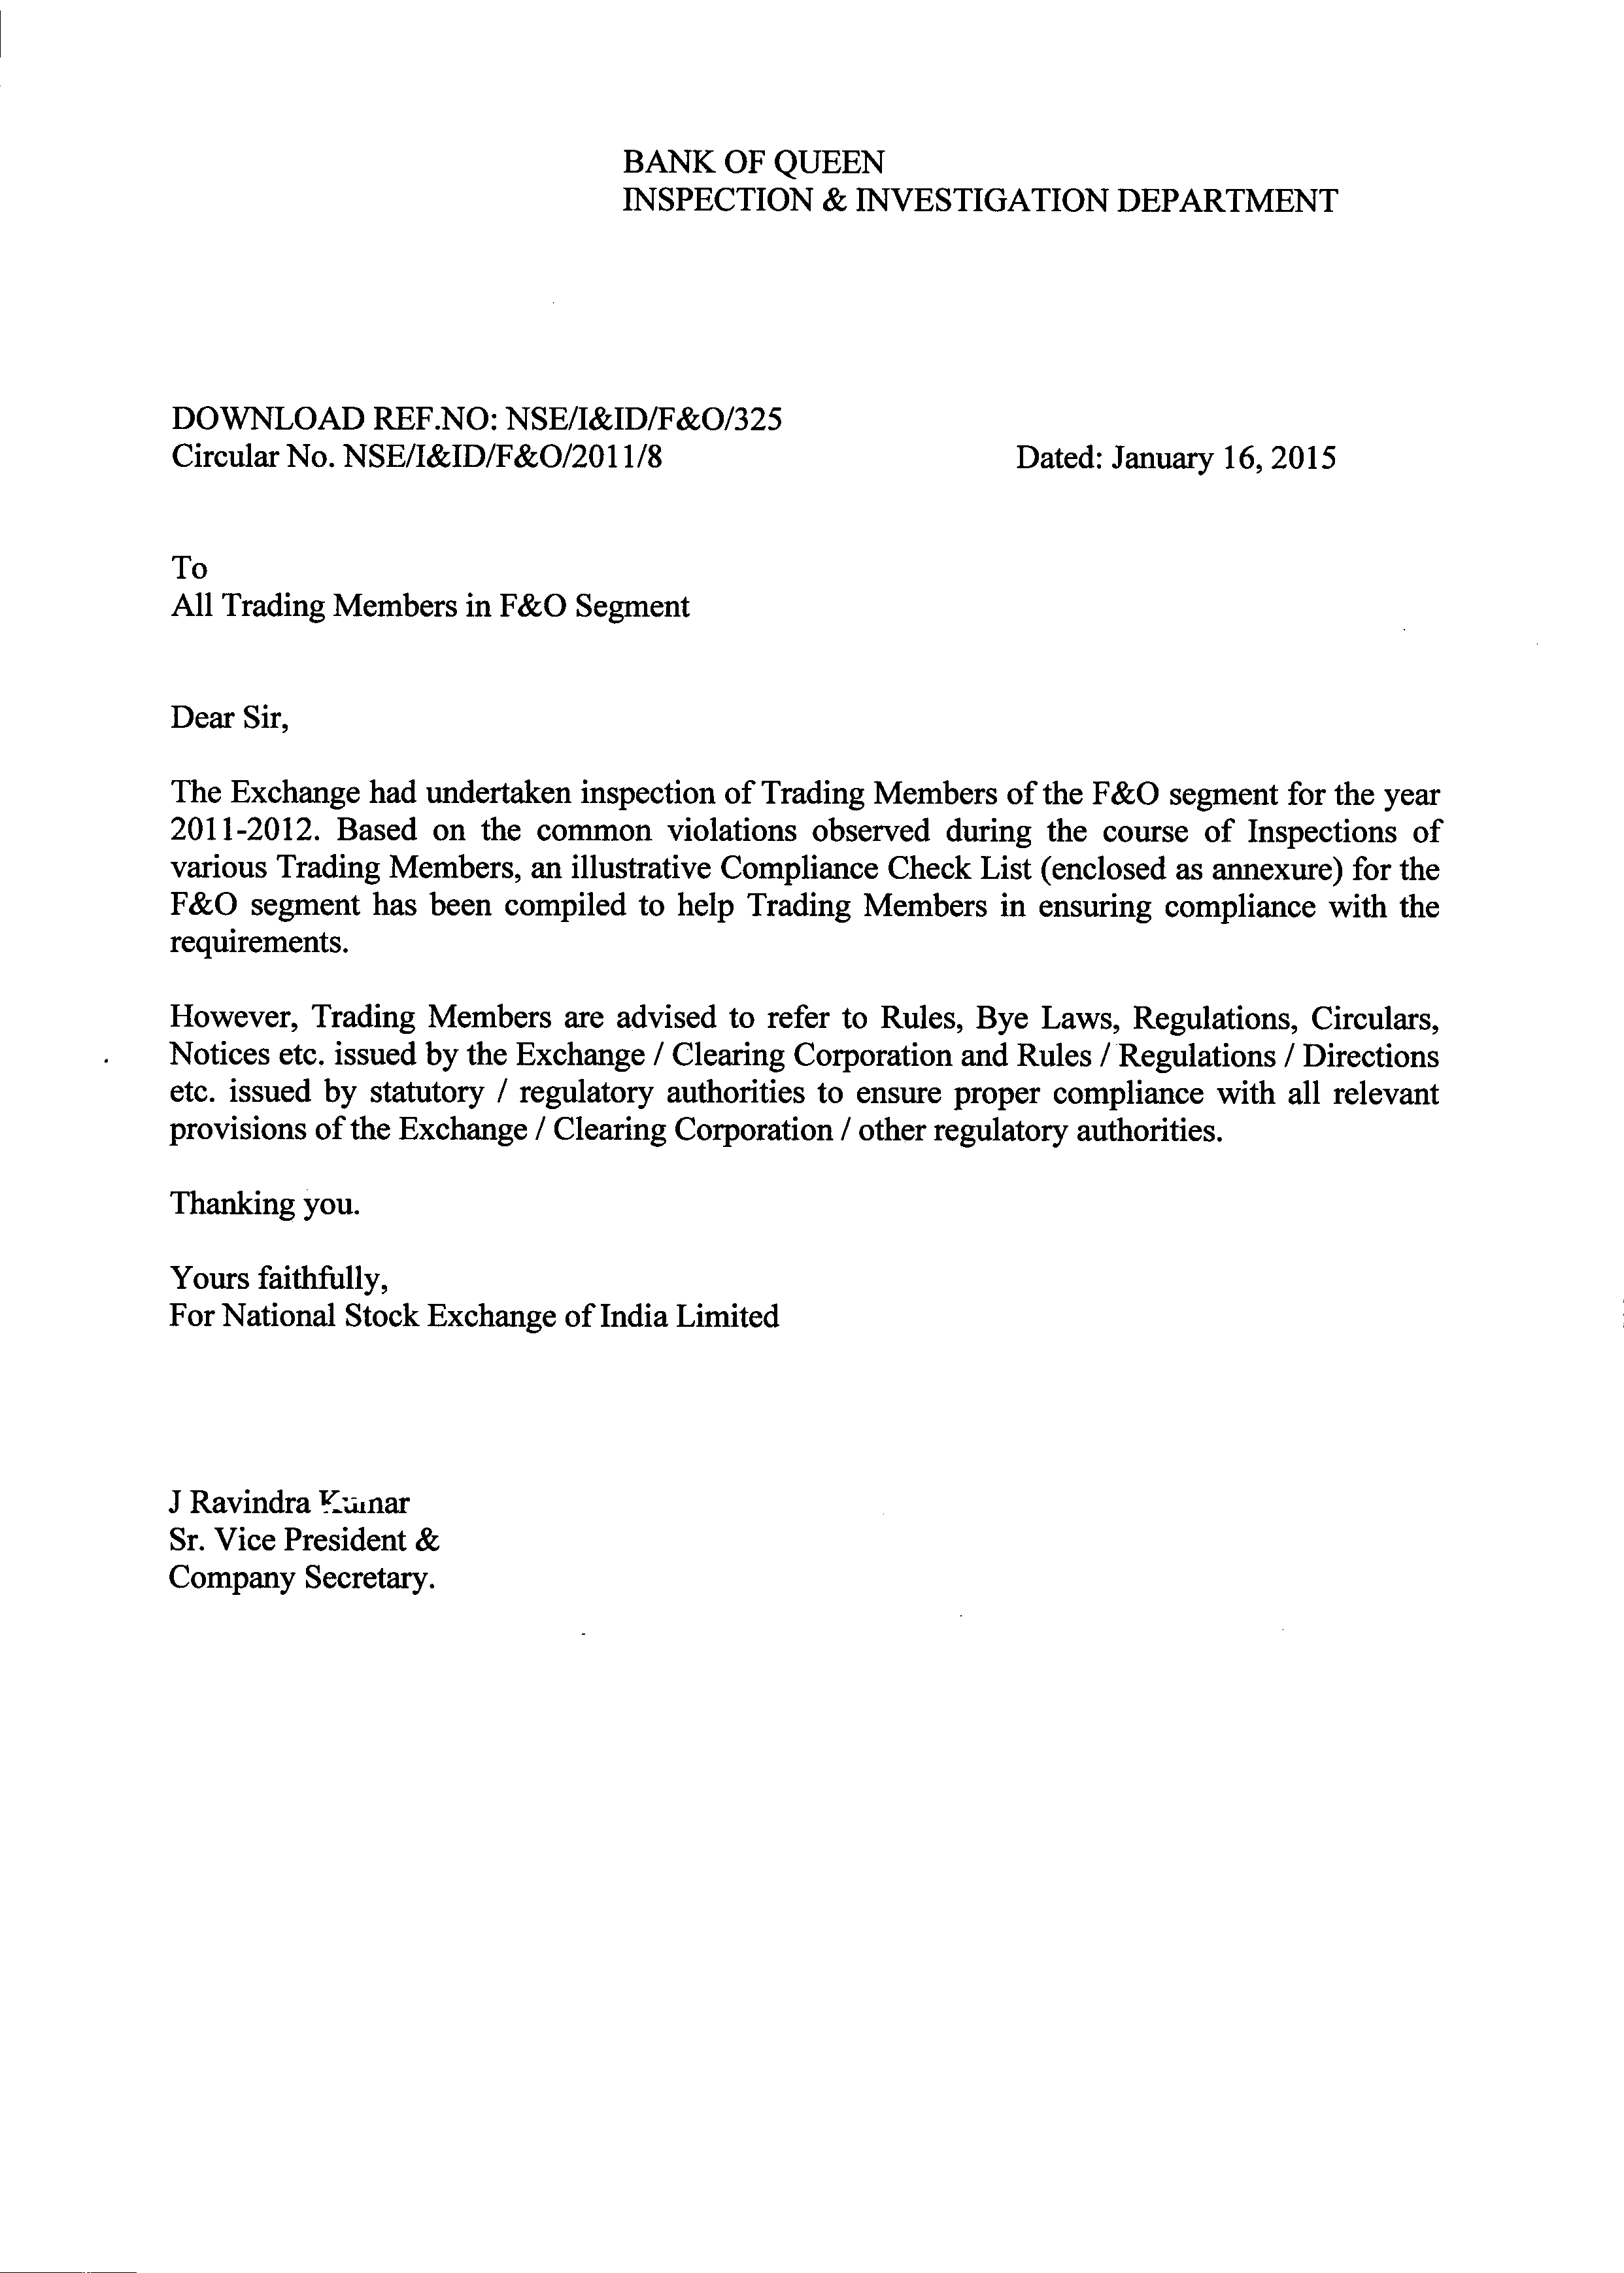 BANK OF QUEEN
INSPECTION & INVESTIGATION DEPARTMENT
DOWNLOAD REF.NO: NSE/I&ID/F&O/325
Circular No. NSE/I&ID/F&O/2011/8 Dated: January 16, 2015
To
All Trading Members in F&O Segment
Dear Sir,
The Exchange had undertaken inspection of Trading Members of the F&O segment for the year
2011-2012. Based on the common violations observed during the course of Inspections of
various Trading Members, an illustrative Compliance Check List (enclosed as annexure) for the
F&O segment has been compiled to help Trading Members in ensuring compliance with the
requirements.
However, Trading Members are advised to refer to Rules, Bye Laws, Regulations, Circulars,
Notices etc. issued by the Exchange / Clearing Corporation and Rules / Regulations / Directions
etc. issued by statutory / regulatory authorities to ensure proper compliance with all relevant
provisions of the Exchange / Clearing Corporation / other regulatory authorities.
Thanking you.
Yours faithfully,
For National Stock Exchange of India Limited
J Ravindra Kumar
Sr. Vice President &
Company Secretary.